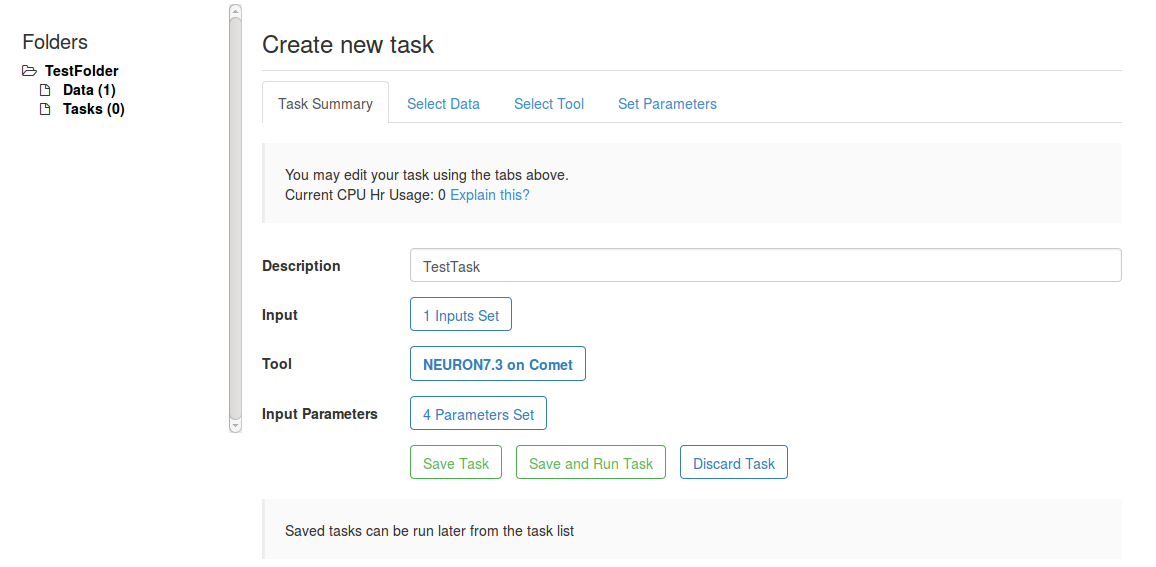 Folders
TestFolder
Data (1)
Tasks (0)
Create new task
Task Summary Select Data Select Tool Set Parameters
You may edit your task using the tabs above.
Current CPU Hr Usage: 0 Explain this?
Description TestTask
Input 1 Inputs Set
Tool NEURON7.3 on Comet
Input Parameters 4 Parameters Set
Save Task Save and Run Task Discard Task
Saved tasks can be run later from the task list